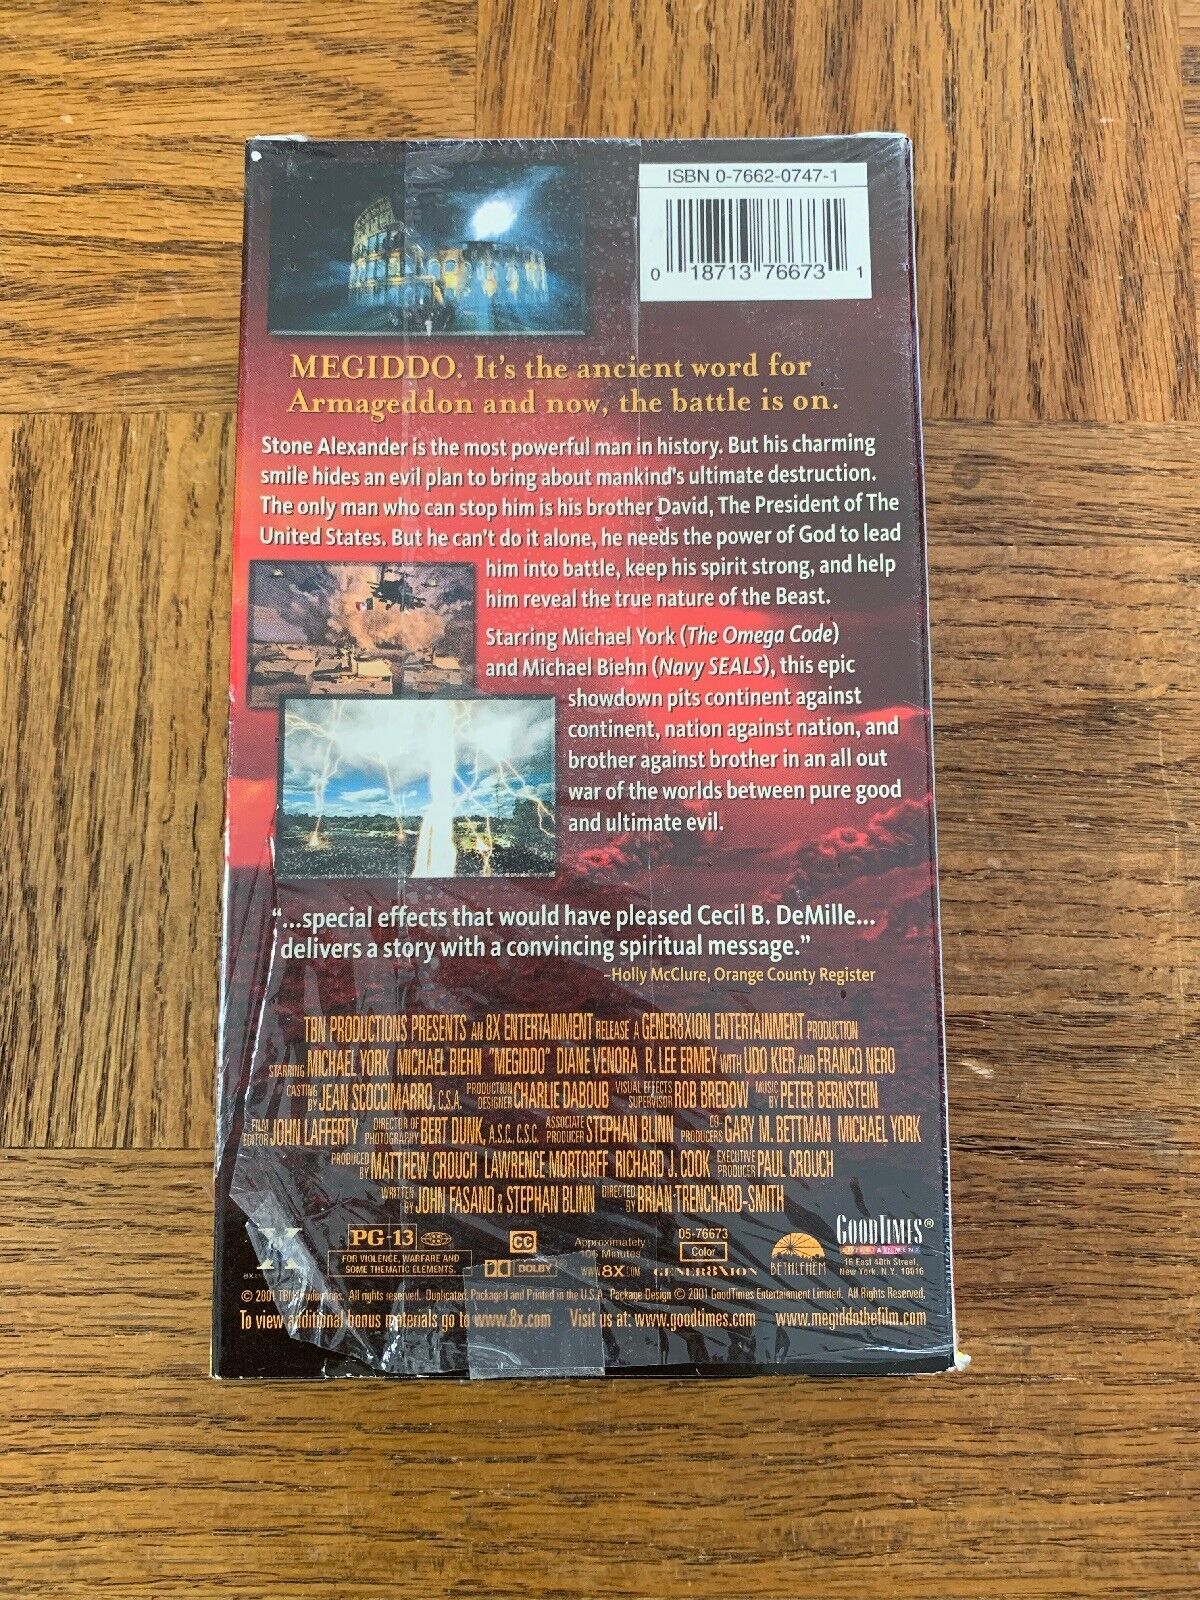 ISBN 0-7662-0747-1
0 18713 76673 1
MEGIDDO. It's the ancient word for
Armageddon and now, the battle is on.
Stone Alexander is the most powerful man in history. But his charming
smile hides an evil plan to bring about mankind's ultimate destruction.
The only man who can stop him is his brother David, The President of The
United States. But he can't do it alone, he needs the power of God to lead
him into battle, keep his spirit strong, and help
him reveal the true nature of the Beast.
Starring Michael York (The Omega Code)
and Michael Biehn (Navy SEALS), this epic
showdown pits continent against
continent, nation against nation, and
brother against brother in an all out
war of the worlds between pure good
and ultimate evil.
"...special effects that would have pleased Cecil B. DeMille...
delivers a story with a convincing spiritual message."
–Holly McClure, Orange County Register
TBN PRODUCTIONS PRESENTS AN 8X ENTERTAINMENT RELEASE A GENER8XION ENTERTAINMENT PRODUCTION
STARRING MICHAEL YORK MICHAEL BIEHN "MEGIDDO" DIANE VENORA R. LEE ERMEY WITH UDO KIER AND FRANCO NERO
CASTING BY JEAN SCOCCIMARRO, C.S.A. PRODUCTION DESIGNER CHARLIE DABOUB VISUAL EFFECTS SUPERVISOR ROB BREDOW MUSIC BY PETER BERNSTEIN
FILM EDITOR JOHN LAFFERTY DIRECTOR OF PHOTOGRAPHY BERT DUNK, A.S.C., C.S.C. ASSOCIATE PRODUCER STEPHAN BLINN CO-PRODUCERS GARY M. BETTMAN MICHAEL YORK
PRODUCED BY MATTHEW CROUCH LAWRENCE MORTORFF RICHARD J. COOK EXECUTIVE PRODUCER PAUL CROUCH
WRITTEN BY JOHN FASANO & STEPHAN BLINN DIRECTED BY BRIAN TRENCHARD-SMITH
PG-13
FOR VIOLENCE, WARFARE AND
SOME THEMATIC ELEMENTS.
CC
DOLBY
Approximately
106 Minutes
www.8X.com
05-76673
Color
GENER8XION
BETHLEHEM
GOODTIMES®
ENTERTAINMENT
16 East 40th Street,
New York, N.Y. 10016
© 2001 TBN Productions. All rights reserved. Duplicated, Packaged and Printed in the U.S.A. Package Design © 2001 GoodTimes Entertainment Limited. All Rights Reserved.
To view additional bonus materials go to www.8x.com Visit us at: www.goodtimes.com www.megiddothefilm.com